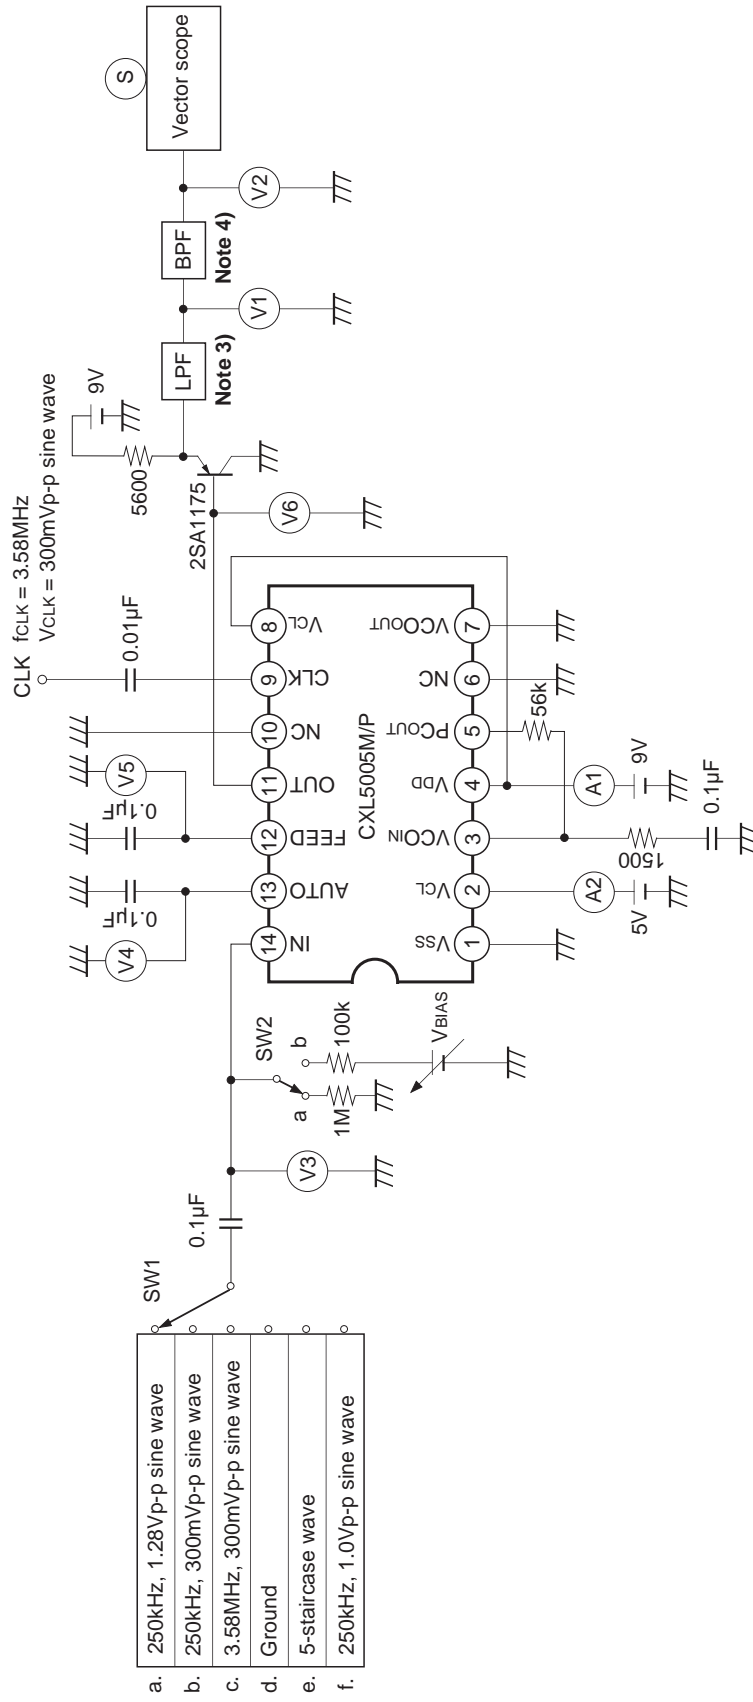 a. 250kHz, 1.28Vp-p sine wave
b. 250kHz, 300mVp-p sine wave
c. 3.58MHz, 300mVp-p sine wave
d. Ground
e. 5-staircase wave
f. 250kHz, 1.0Vp-p sine wave
SW1
0.1µF
V3
SW2
a
b
1M
100k
VBIAS
V4
0.1µF
0.1µF
V5
CLK fCLK = 3.58MHz
VCLK = 300mVp-p sine wave
0.01µF
14
13
12
11
10
9
8
IN
AUTO
FEED
OUT
NC
CLK
VCL
CXL5005M/P
VSS
VCL
VCOIN
VDD
PCOUT
NC
VCOOUT
1
2
3
4
5
6
7
A2
5V
1500
0.1µF
A1
9V
56k
V6
2SA1175
5600
9V
LPF
Note 3)
V1
BPF
Note 4)
V2
Vector scope
S